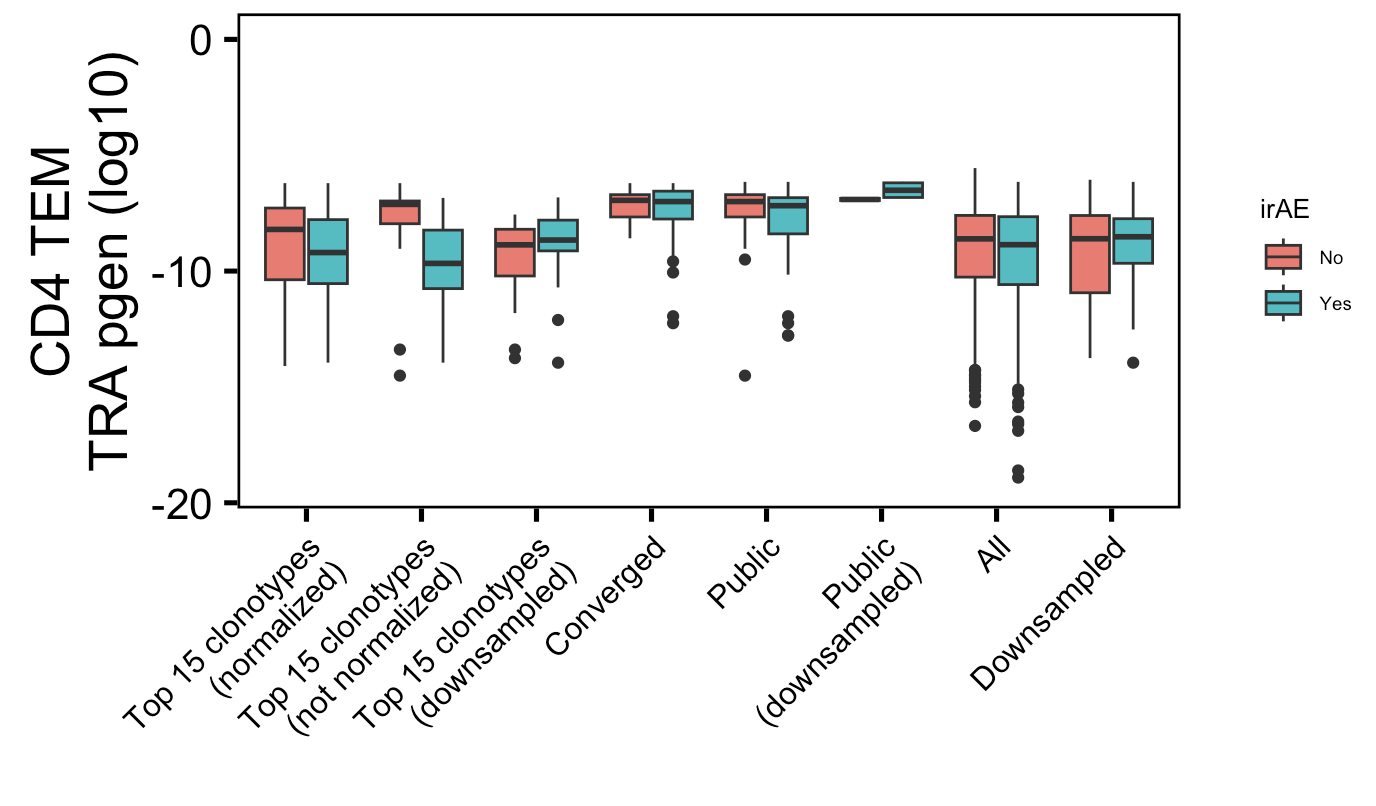 CD4 TEM
TRA pgen (log10)
0
-10
-20
Top 15 clonotypes
(normalized)
Top 15 clonotypes
(not normalized)
Top 15 clonotypes
(downsampled)
Converged
Public
Public
(downsampled)
All
Downsampled
irAE
No
Yes